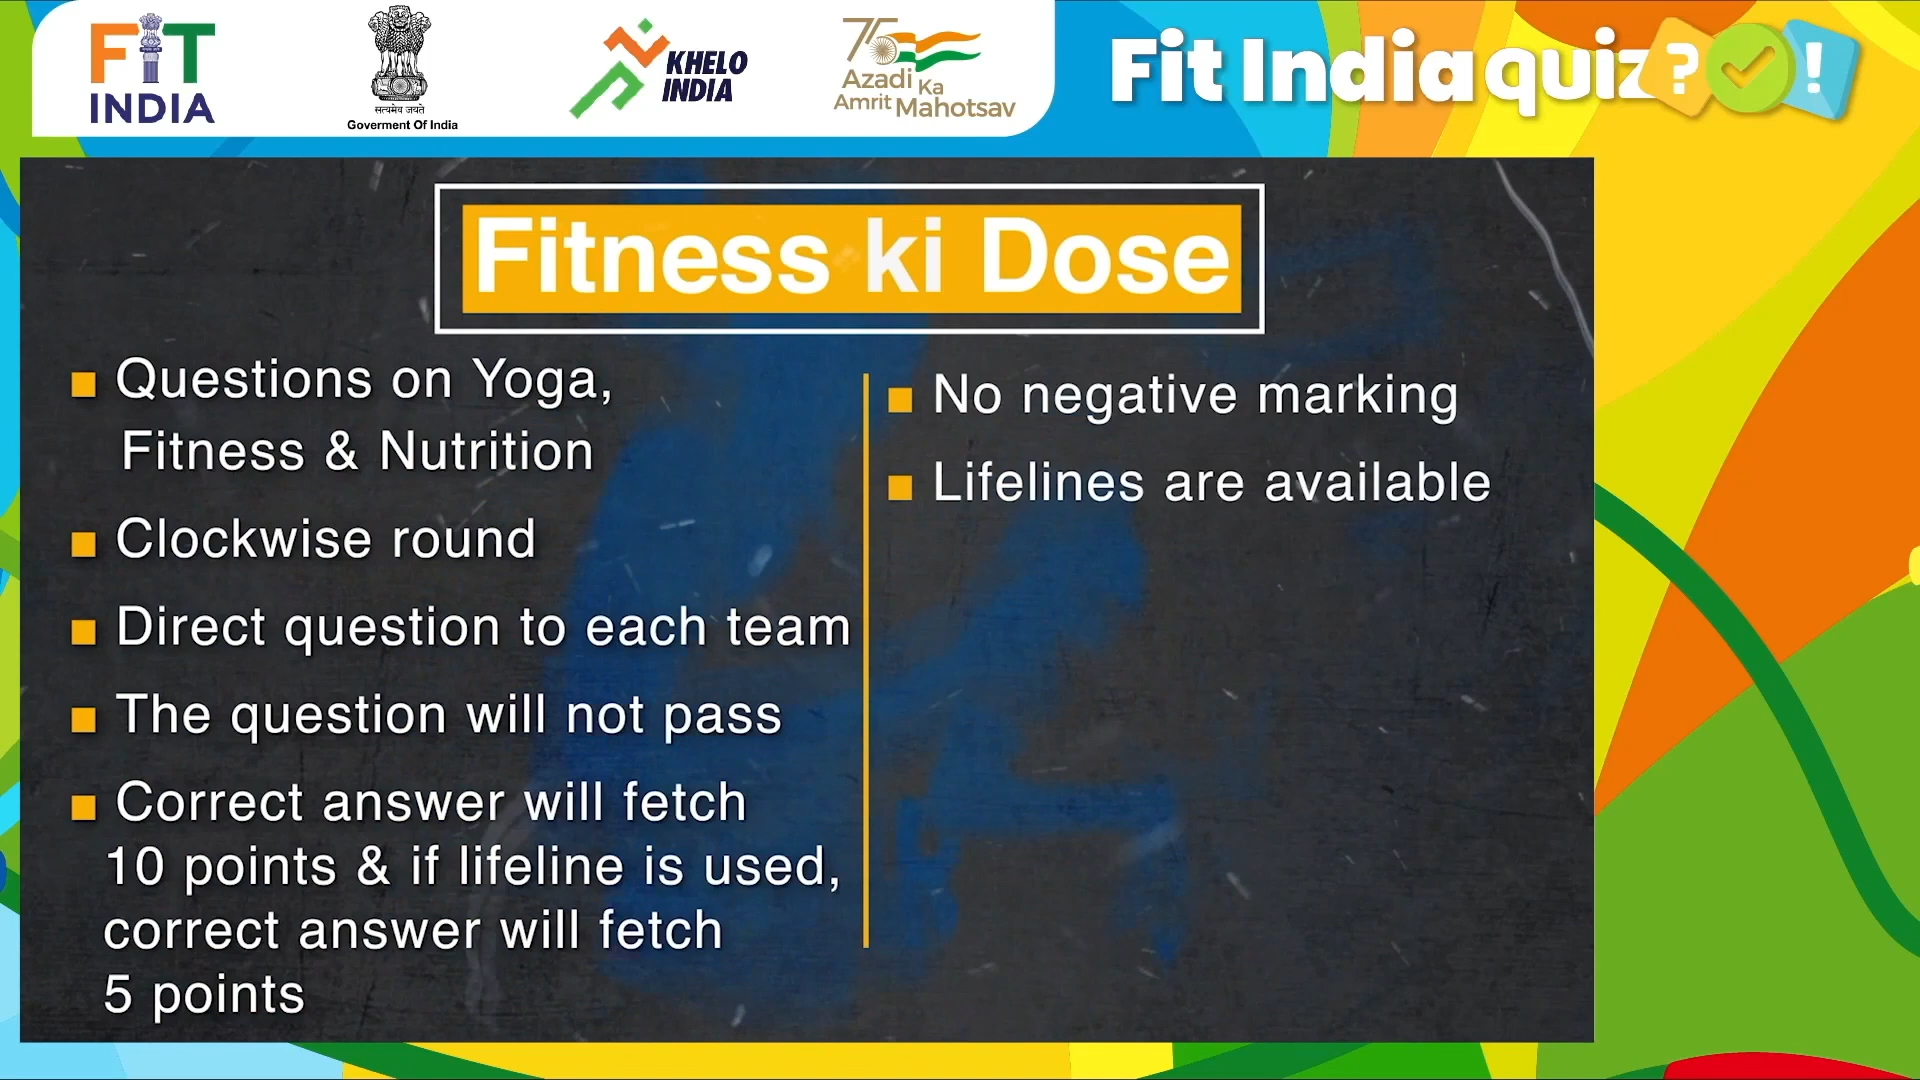 FIT
INDIA
सत्यमेव जयते
Goverment Of India
KHELO
INDIA
75
Azadi Ka
Amrit Mahotsav
Fit India quiz ? !
Fitness ki Dose
Questions on Yoga,
Fitness & Nutrition
Clockwise round
Direct question to each team
The question will not pass
Correct answer will fetch
10 points & if lifeline is used,
correct answer will fetch
5 points
No negative marking
Lifelines are available